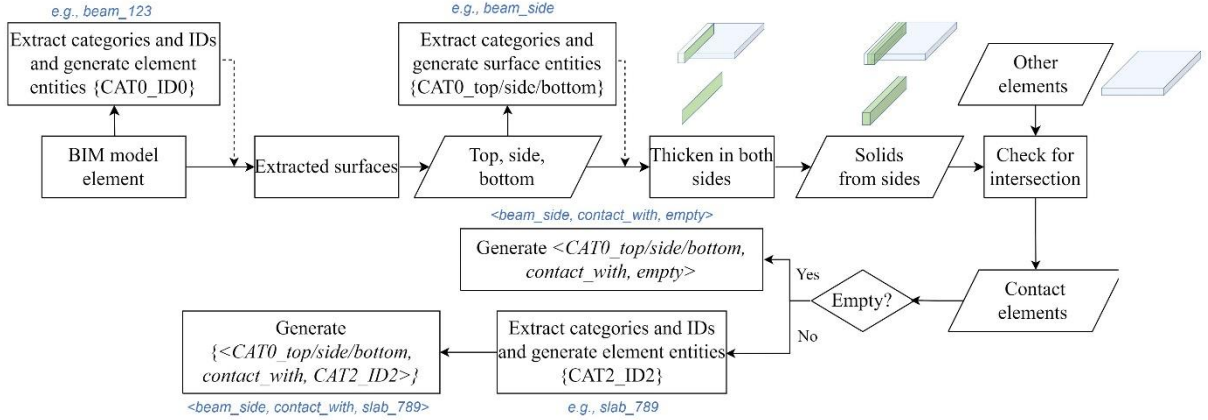 e.g., beam_123
Extract categories and IDs
and generate element
entities {CAT0_ID0}
e.g., beam_side
Extract categories and
generate surface entities
{CAT0_top/side/bottom}
Other
elements
BIM model
element
Extracted surfaces
Top, side,
bottom
Thicken in both
sides
Solids
from sides
Check for
intersection
<beam_side, contact_with, empty>
Generate <CAT0_top/side/bottom,
contact_with, empty>
Yes
Empty?
No
Contact
elements
Generate
{<CAT0_top/side/bottom,
contact_with, CAT2_ID2>}
<beam_side, contact_with, slab_789>
Extract categories and IDs
and generate element entities
{CAT2_ID2}
e.g., slab_789